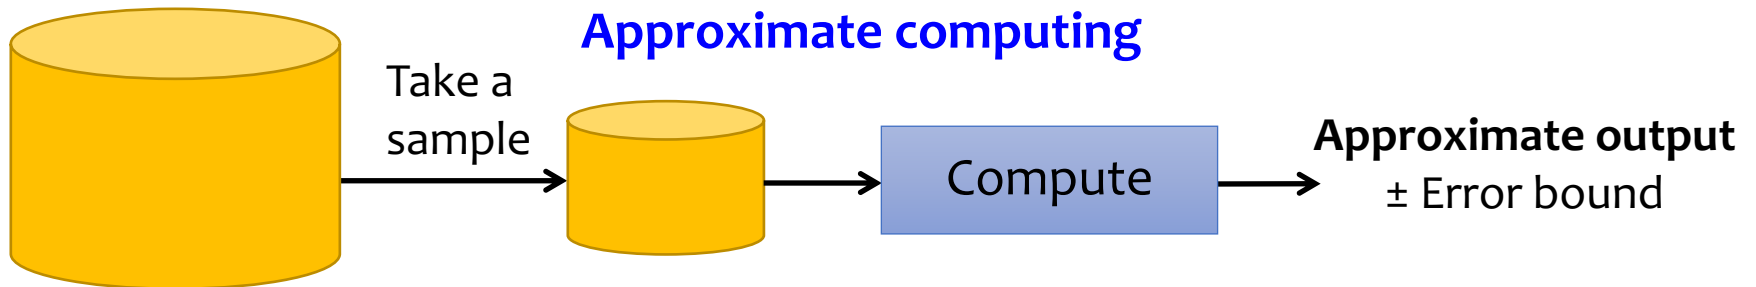 Approximate computing
Take a
sample
Compute
Approximate output
± Error bound